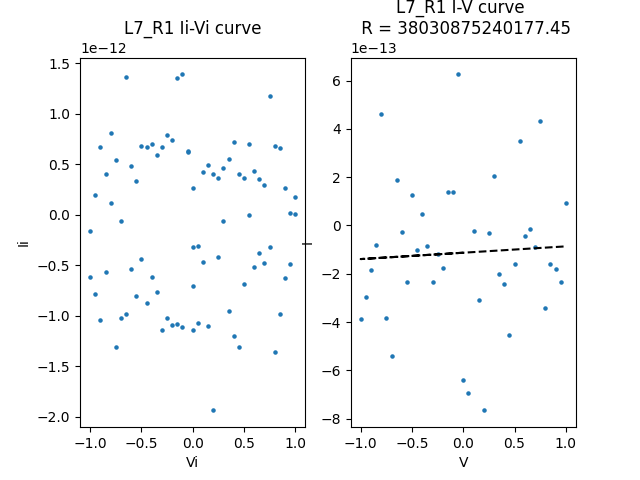 L7_R1 Ii-Vi curve
1e−12
1.5
1.0
0.5
0.0
−0.5
−1.0
−1.5
−2.0
Ii
−1.0 −0.5 0.0 0.5 1.0
Vi
L7_R1 I-V curve
R = 38030875240177.45
1e−13
6
4
2
0
−2
−4
−6
−8
I
−1.0 −0.5 0.0 0.5 1.0
V